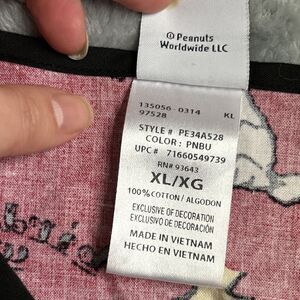 © Peanuts
Worldwide LLC
135056-0314 KL
97528
STYLE # PE34A528
COLOR : PNBU
UPC # 71660549739
RN# 93643
XL/XG
100% COTTON / ALGODON
EXCLUSIVE OF DECORATION
EXCLUSIVO DE DECORACIÓN
MADE IN VIETNAM
HECHO EN VIETNAM